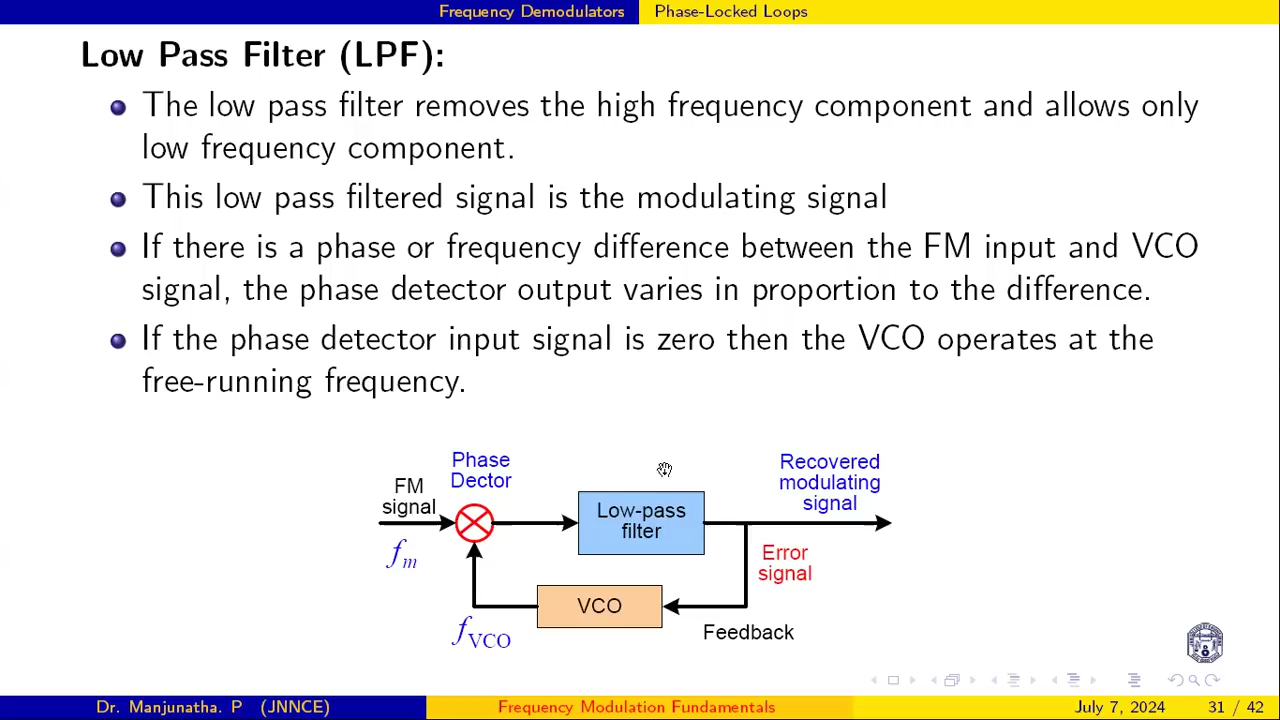 Frequency Demodulators Phase-Locked Loops
Low Pass Filter (LPF):
The low pass filter removes the high frequency component and allows only
low frequency component.
This low pass filtered signal is the modulating signal
If there is a phase or frequency difference between the FM input and VCO
signal, the phase detector output varies in proportion to the difference.
If the phase detector input signal is zero then the VCO operates at the
free-running frequency.
Phase
Dector
FM
signal
fm
Low-pass
filter
Recovered
modulating
signal
Error
signal
VCO
fVCO
Feedback
Dr. Manjunatha. P (JNNCE) Frequency Modulation Fundamentals July 7, 2024 31 / 42